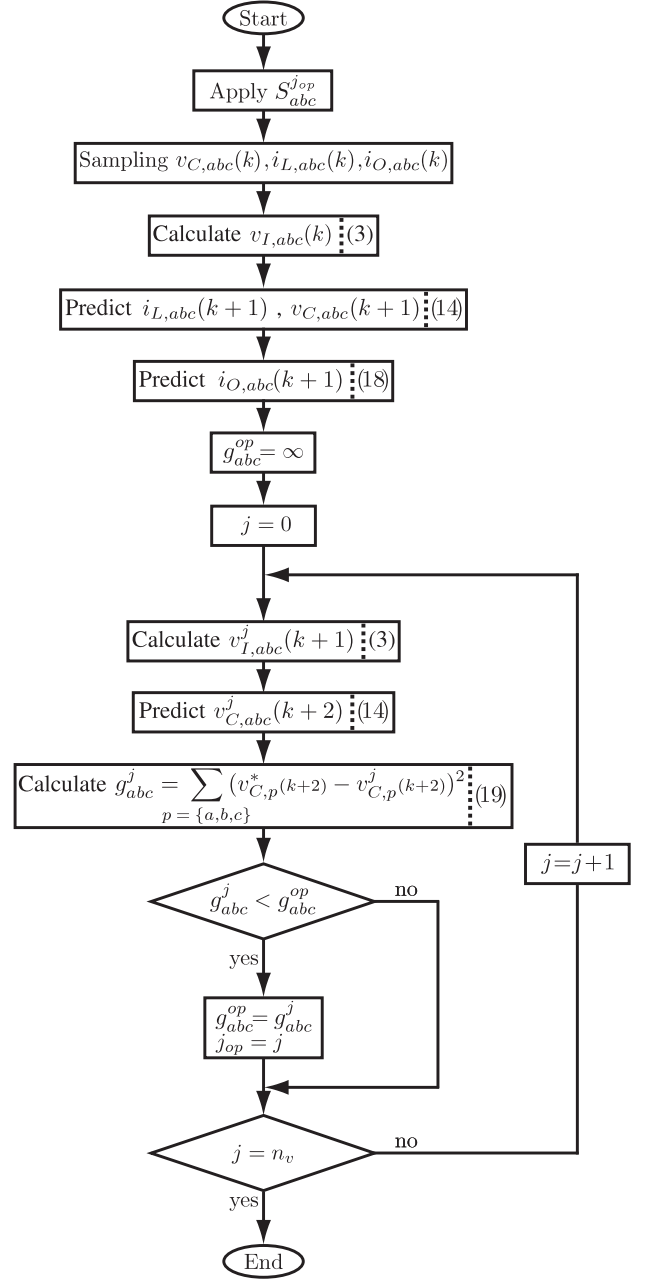 Start
Apply $S_{abc}^{j_{op}}$
Sampling $v_{C,abc}(k), i_{L,abc}(k), i_{O,abc}(k)$
Calculate $v_{I,abc}(k)$ (3)
Predict $i_{L,abc}(k+1)$ , $v_{C,abc}(k+1)$ (14)
Predict $i_{O,abc}(k+1)$ (18)
$g_{abc}^{op} = \infty$
$j = 0$
Calculate $v_{I,abc}^{j}(k+1)$ (3)
Predict $v_{C,abc}^{j}(k+2)$ (14)
Calculate $g_{abc}^{j} = \sum_{p = \{a,b,c\}} (v_{C,p}^{*}(k+2) - v_{C,p}^{j}(k+2))^2$ (19)
$j = j+1$
$g_{abc}^{j} < g_{abc}^{op}$
no
yes
$g_{abc}^{op} = g_{abc}^{j}$
$j_{op} = j$
$j = n_v$
no
yes
End